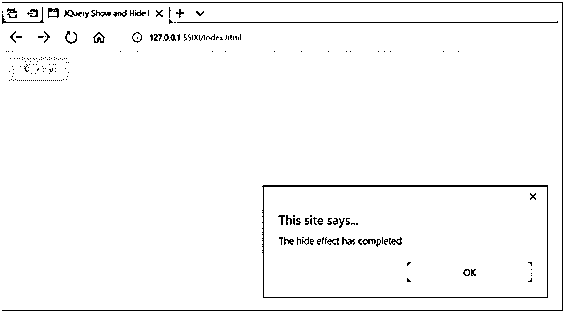 JQuery Show and Hide
127.0.0.1:5500/index.html
This site says...
The hide effect has completed
OK